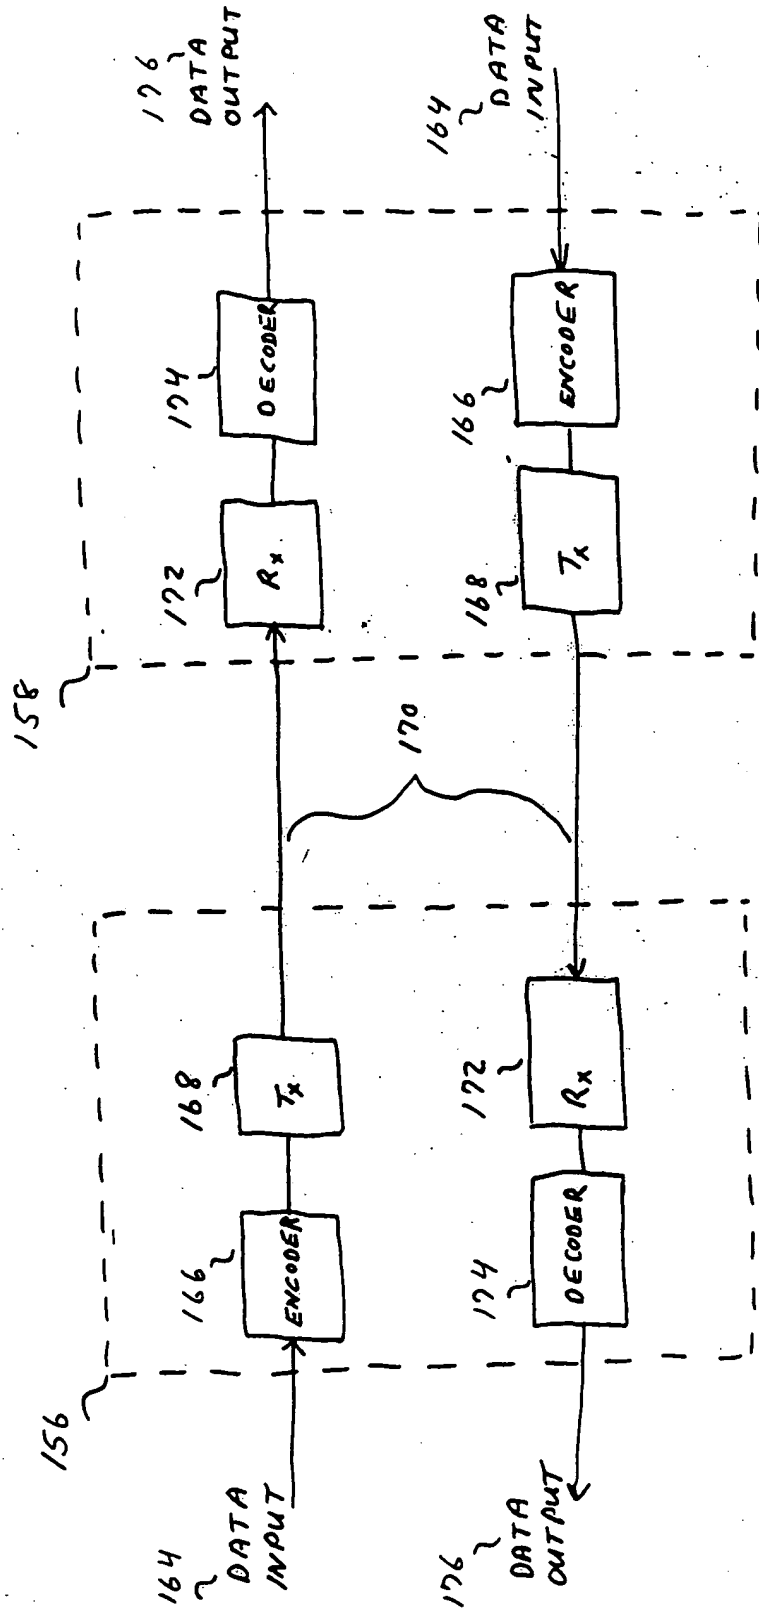 158
156
176
DATA
OUTPUT
174
DECODER
172
Rx
168
Tx
166
ENCODER
164
DATA
INPUT
170
164
DATA
INPUT
166
ENCODER
168
Tx
172
Rx
174
DECODER
176
DATA
OUTPUT